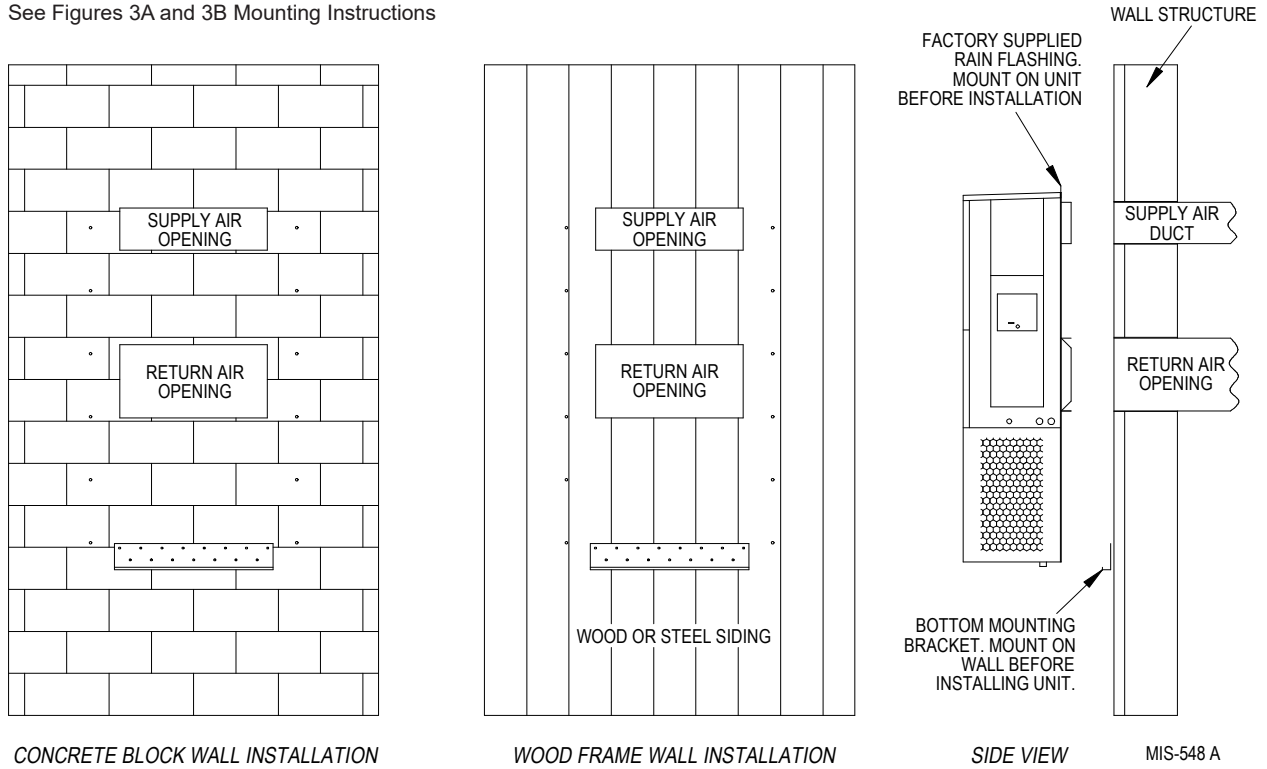 See Figures 3A and 3B Mounting Instructions
WALL STRUCTURE
FACTORY SUPPLIED
RAIN FLASHING.
MOUNT ON UNIT
BEFORE INSTALLATION
SUPPLY AIR
OPENING
SUPPLY AIR
OPENING
SUPPLY AIR
DUCT
RETURN AIR
OPENING
RETURN AIR
OPENING
RETURN AIR
OPENING
WOOD OR STEEL SIDING
BOTTOM MOUNTING
BRACKET. MOUNT ON
WALL BEFORE
INSTALLING UNIT.
CONCRETE BLOCK WALL INSTALLATION
WOOD FRAME WALL INSTALLATION
SIDE VIEW
MIS-548 A